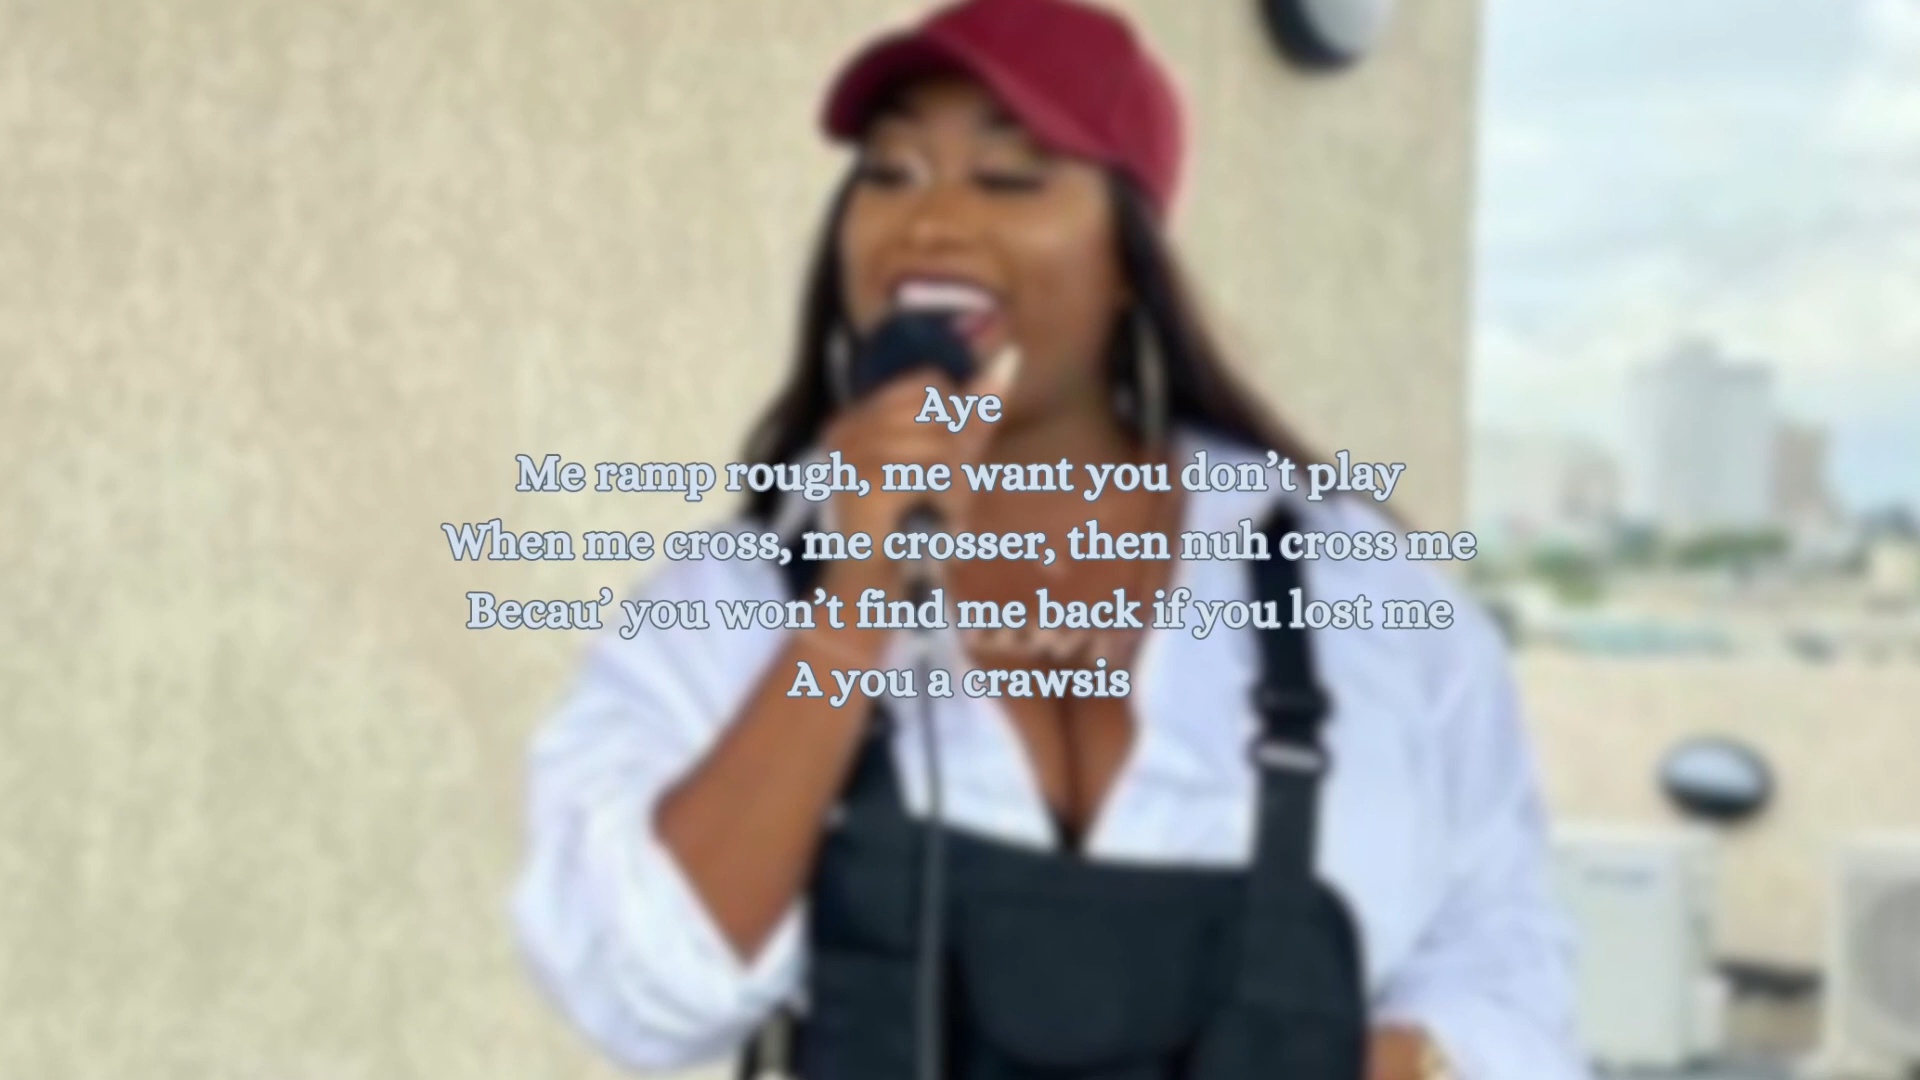 Aye
Me ramp rough, me want you don’t play
When me cross, me crosser, then nuh cross me
Becau’ you won’t find me back if you lost me
A you a crawsis